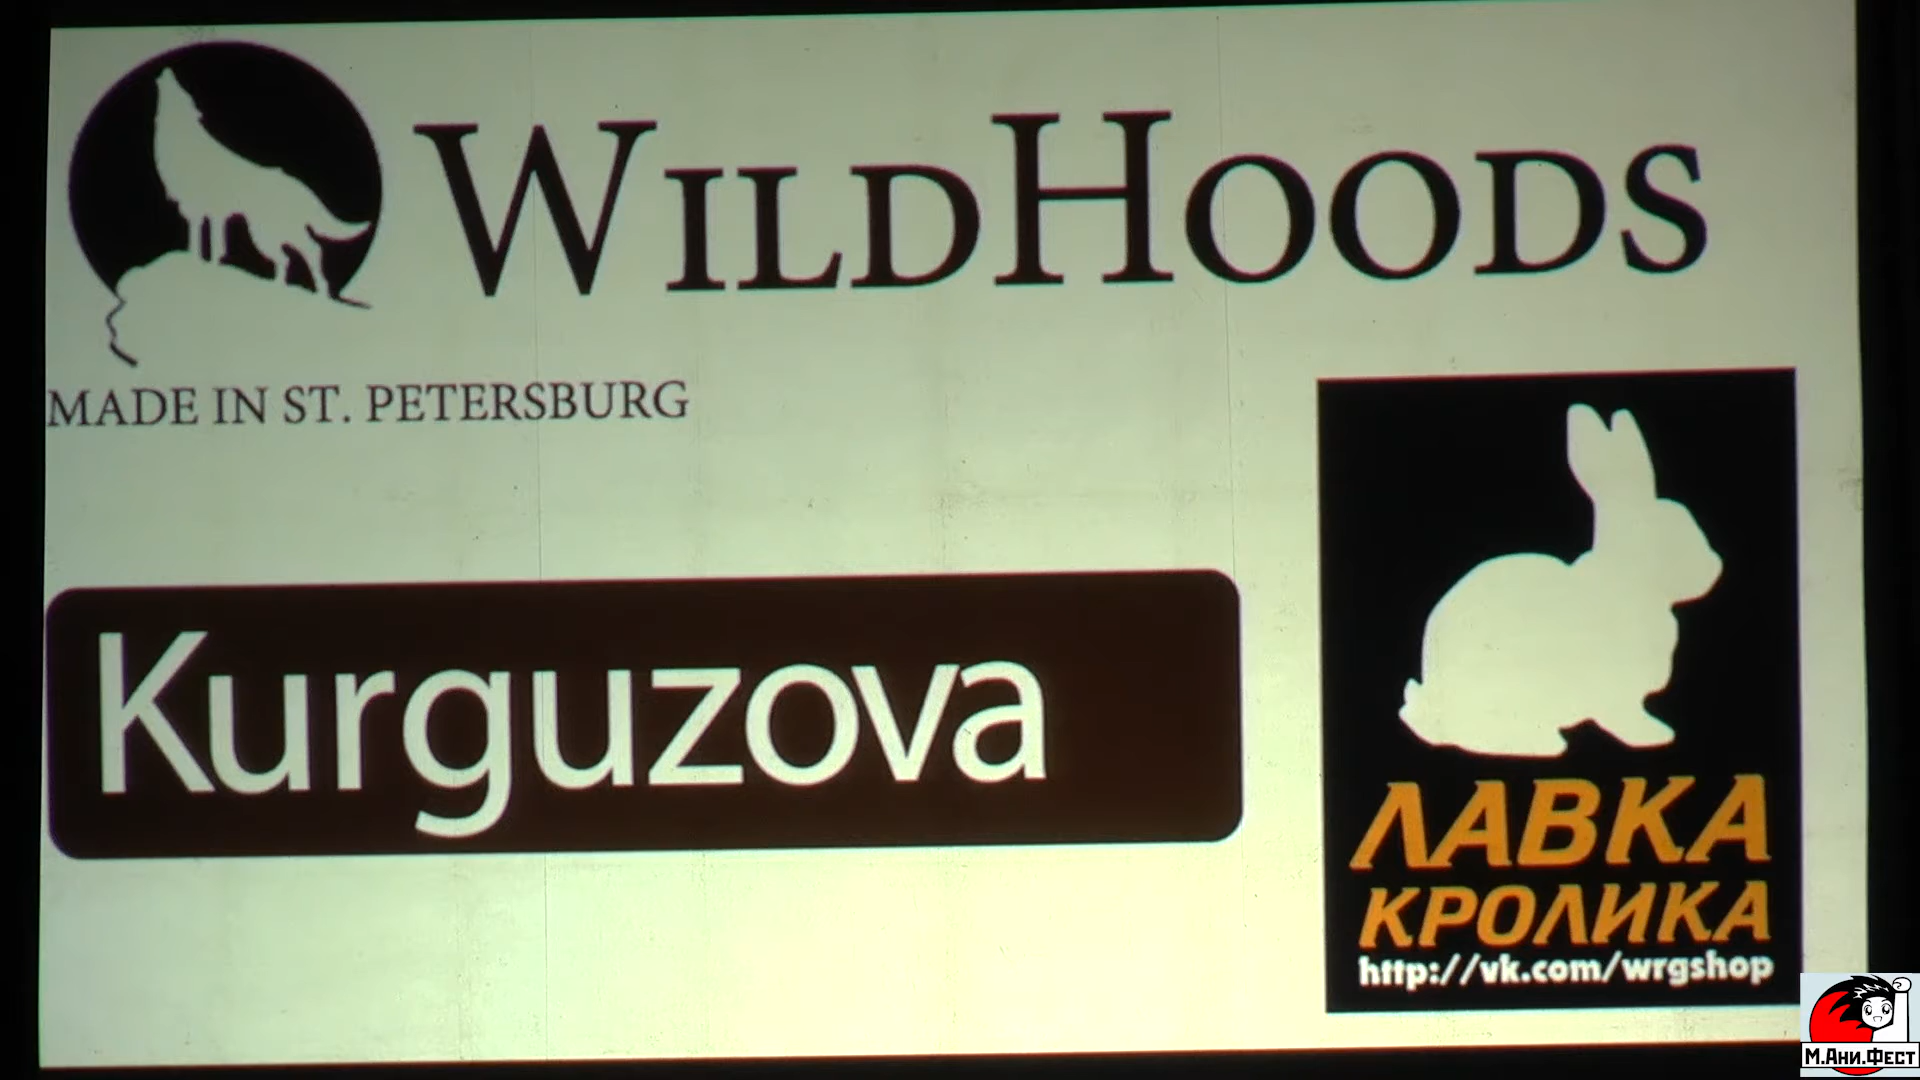 WILDHOODS
MADE IN ST. PETERSBURG
Kurguzova
ЛАВКА
КРОЛИКА
http://vk.com/wrgshop
М.Ани.Фест